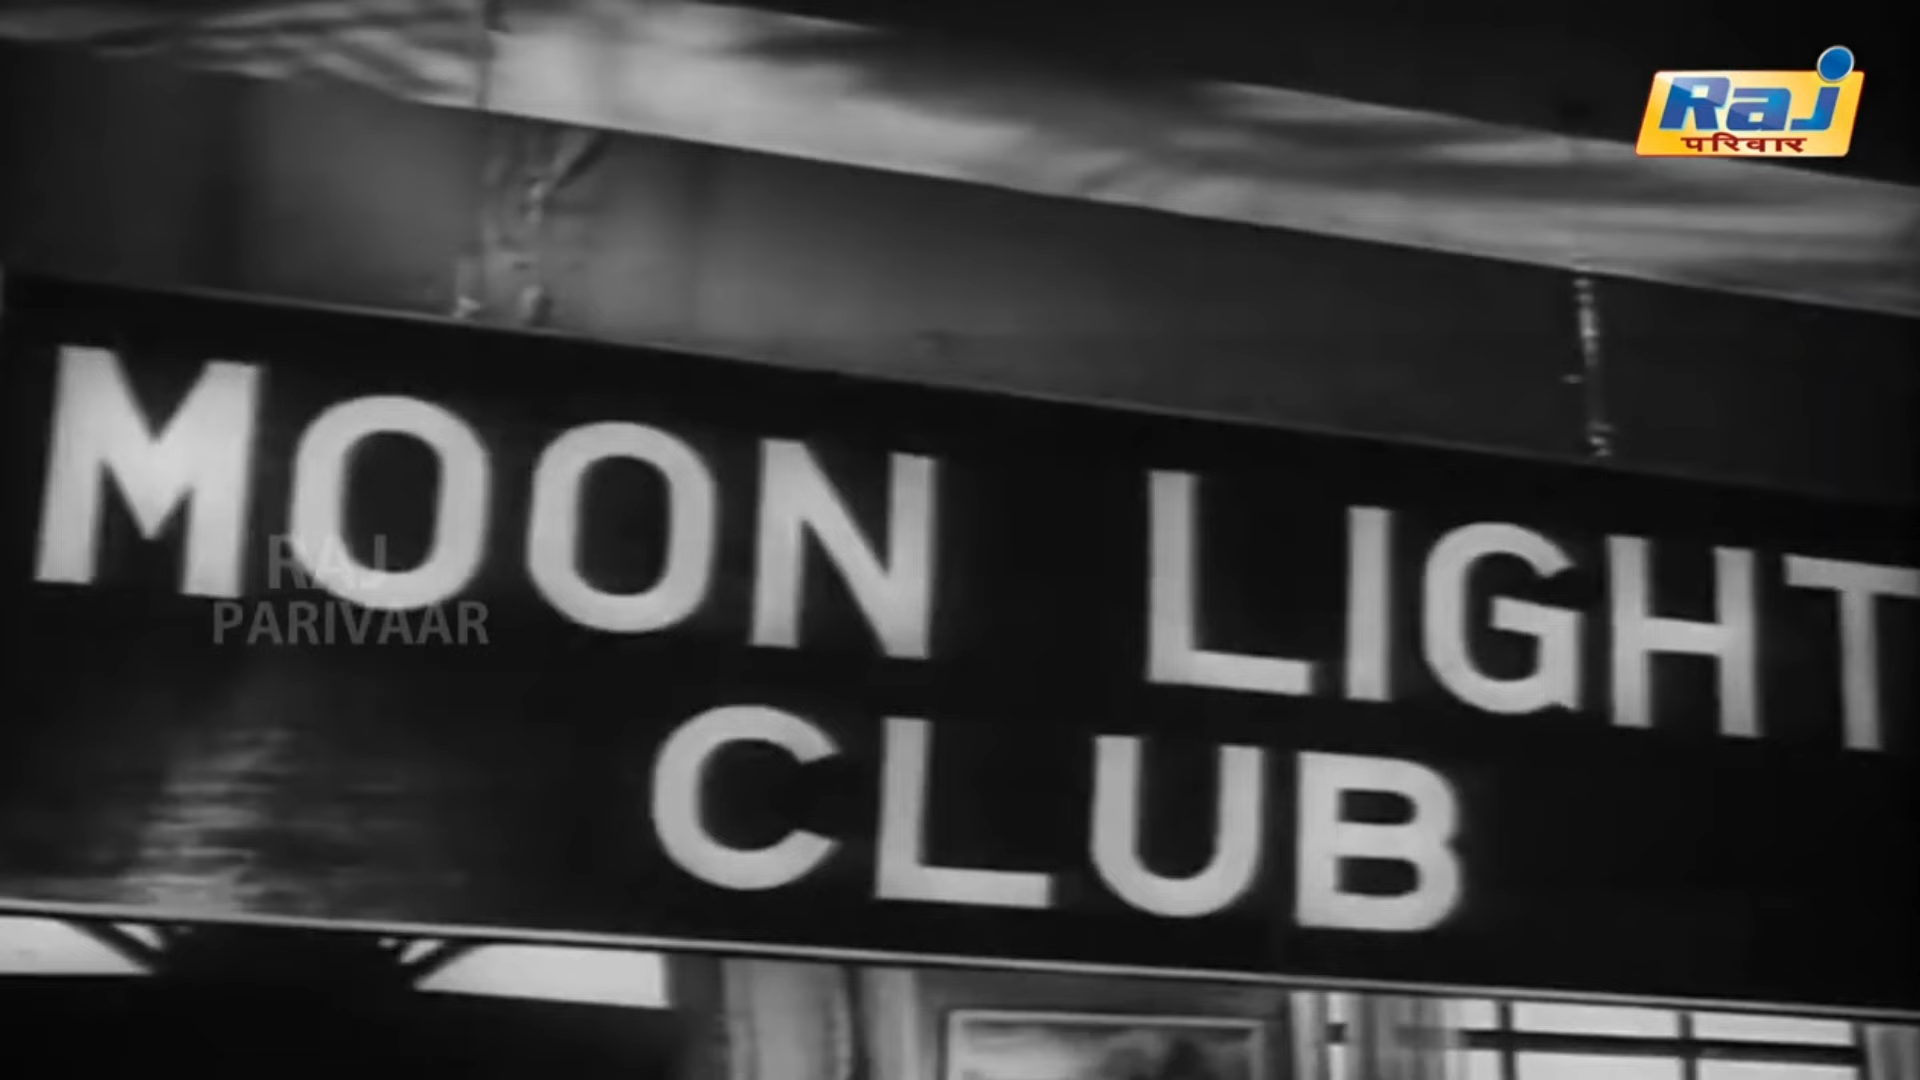 Raj
परिवार
MOON LIGHT
RAJ
PARIVAAR
CLUB